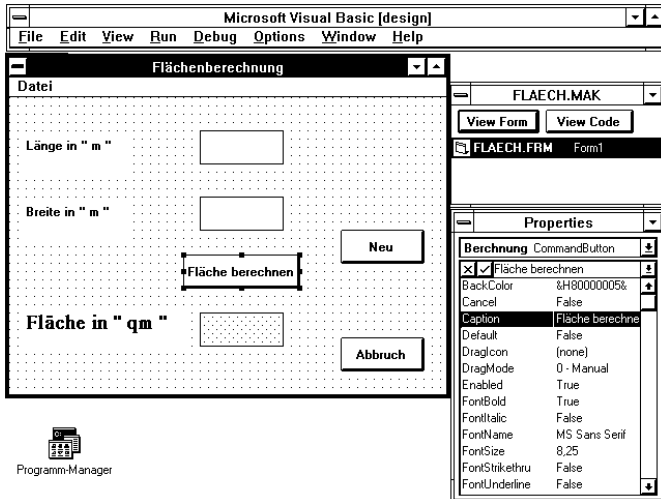 Microsoft Visual Basic [design]
File Edit View Run Debug Options Window Help
Flächenberechnung
Datei
Länge in " m "
Breite in " m "
Neu
Fläche berechnen
Fläche in " qm "
Abbruch
Programm-Manager
FLAECH.MAK
View Form View Code
FLAECH.FRM Form1
Properties
Berchnung CommandButton
Fläche berechnen
BackColor &H80000005&
Cancel False
Caption Fläche berechne
Default False
DragIcon (none)
DragMode 0 - Manual
Enabled True
FontBold True
FontItalic False
FontName MS Sans Serif
FontSize 8,25
FontStrikethru False
FontUnderline False